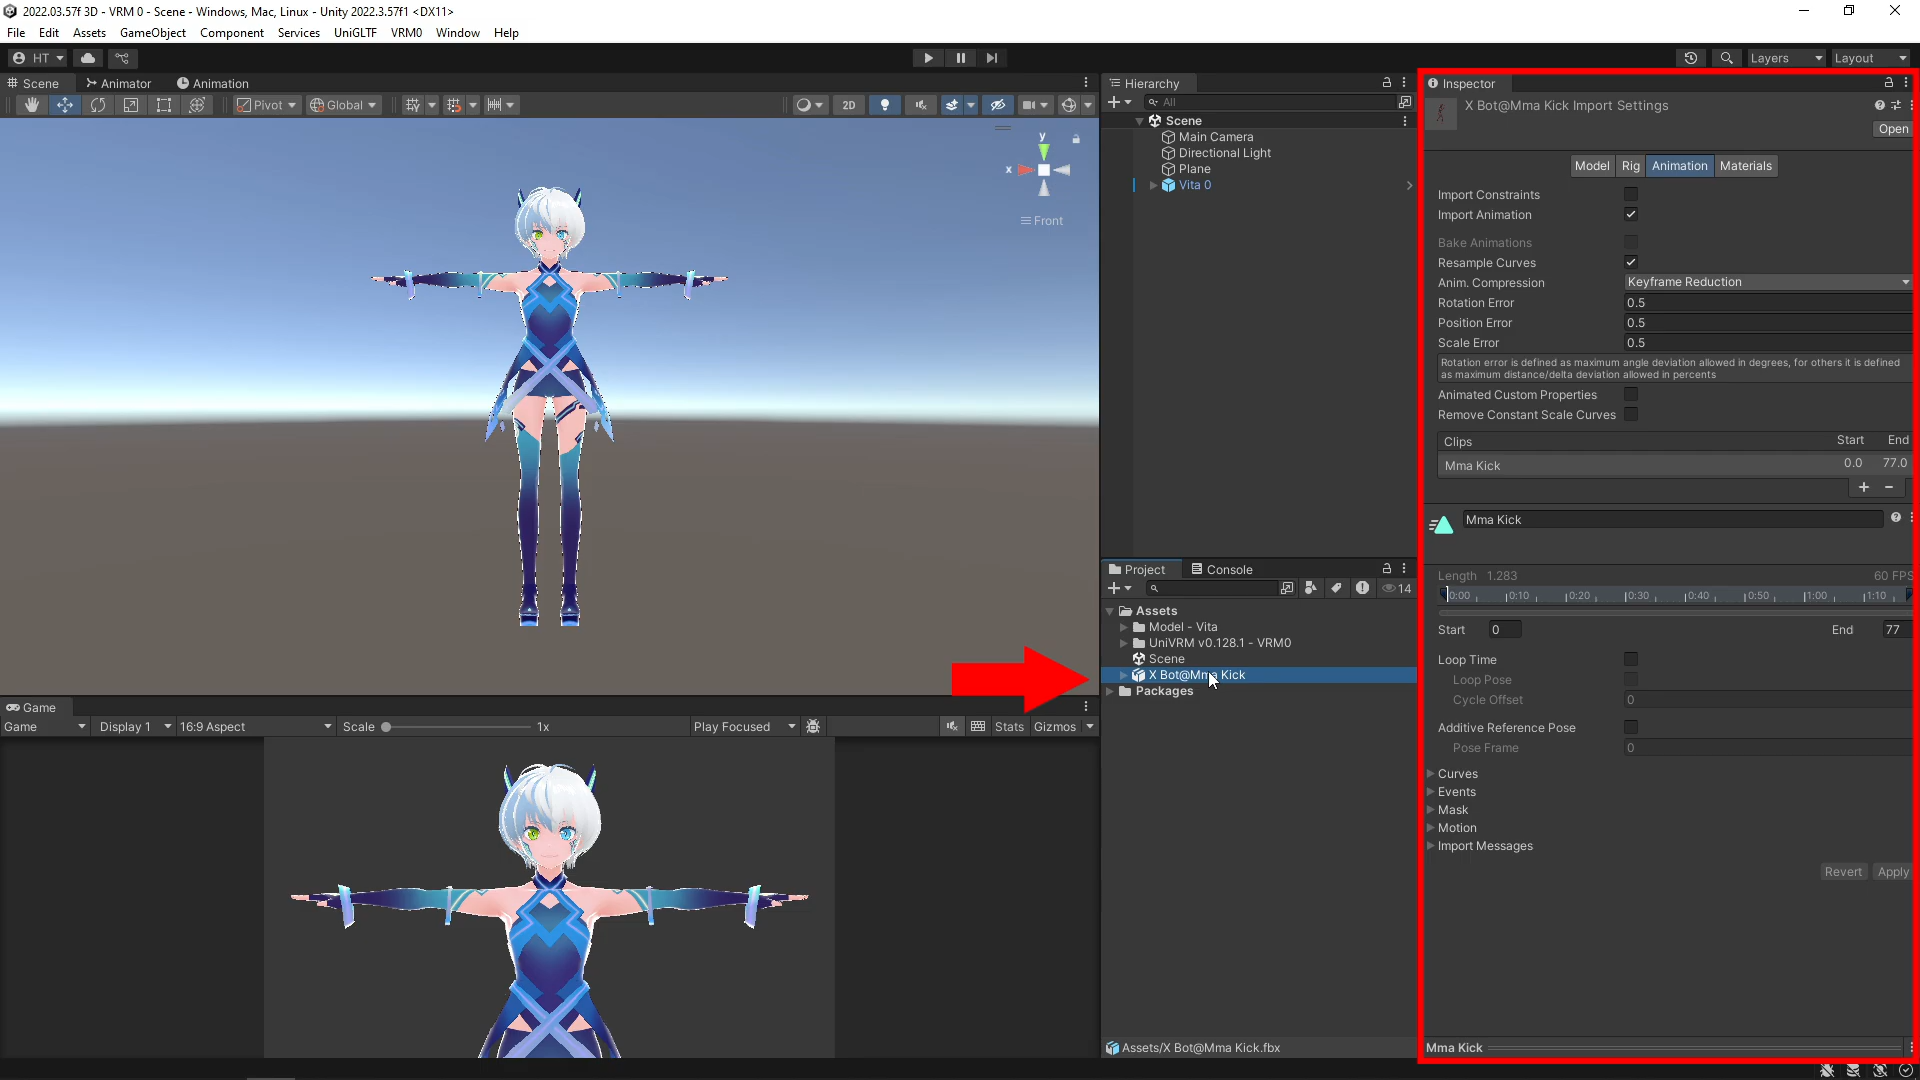 2022.03.57f 3D - VRM 0 - Scene - Windows, Mac, Linux - Unity 2022.3.57f1 <DX11>
File Edit Assets GameObject Component Services UniGLTF VRM0 Window Help
HT
Layers Layout
Scene Animator Animation
Pivot Global 2D
y
x
Front
Game
Game Display 1 16:9 Aspect Scale 1x Play Focused Stats Gizmos
Hierarchy
All
Scene
Main Camera
Directional Light
Plane
Vita 0
Project Console
14
Assets
Model - Vita
UniVRM v0.128.1 - VRM0
Scene
X Bot@Mma Kick
Packages
Assets/X Bot@Mma Kick.fbx
Inspector
X Bot@Mma Kick Import Settings
Open
Model Rig Animation Materials
Import Constraints
Import Animation
Bake Animations
Resample Curves
Anim. Compression Keyframe Reduction
Rotation Error 0.5
Position Error 0.5
Scale Error 0.5
Rotation error is defined as maximum angle deviation allowed in degrees, for others it is defined
as maximum distance/delta deviation allowed in percents
Animated Custom Properties
Remove Constant Scale Curves
Clips Start End
Mma Kick 0.0 77.0
+ -
Mma Kick
Length 1.283 60 FPS
0:00 0:10 0:20 0:30 0:40 0:50 1:00 1:10
Start 0 End 77
Loop Time
Loop Pose
Cycle Offset 0
Additive Reference Pose
Pose Frame 0
Curves
Events
Mask
Motion
Import Messages
Revert Apply
Mma Kick